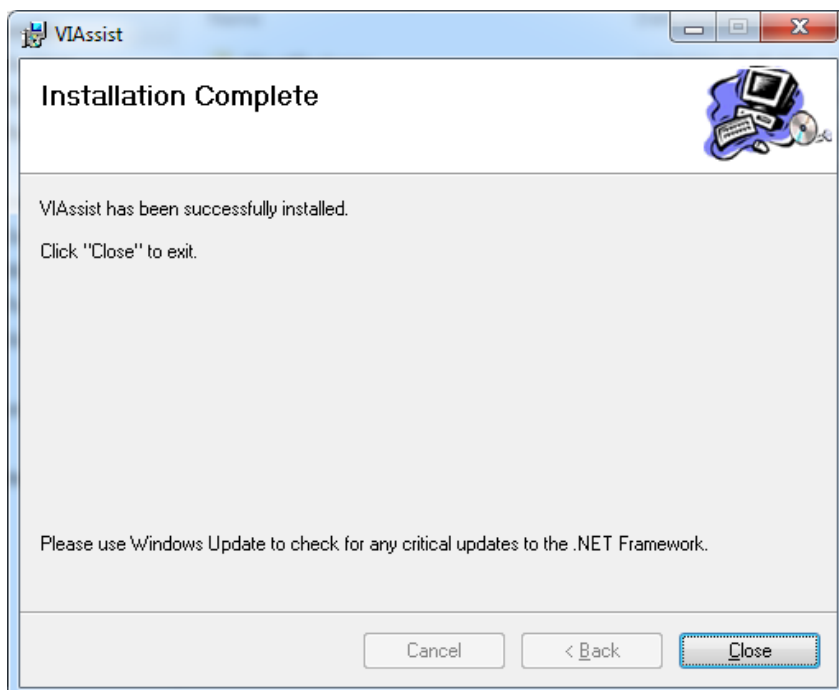 VIAssist
Installation Complete
VIAssist has been successfully installed.
Click "Close" to exit.
Please use Windows Update to check for any critical updates to the .NET Framework.
Cancel
< Back
Close